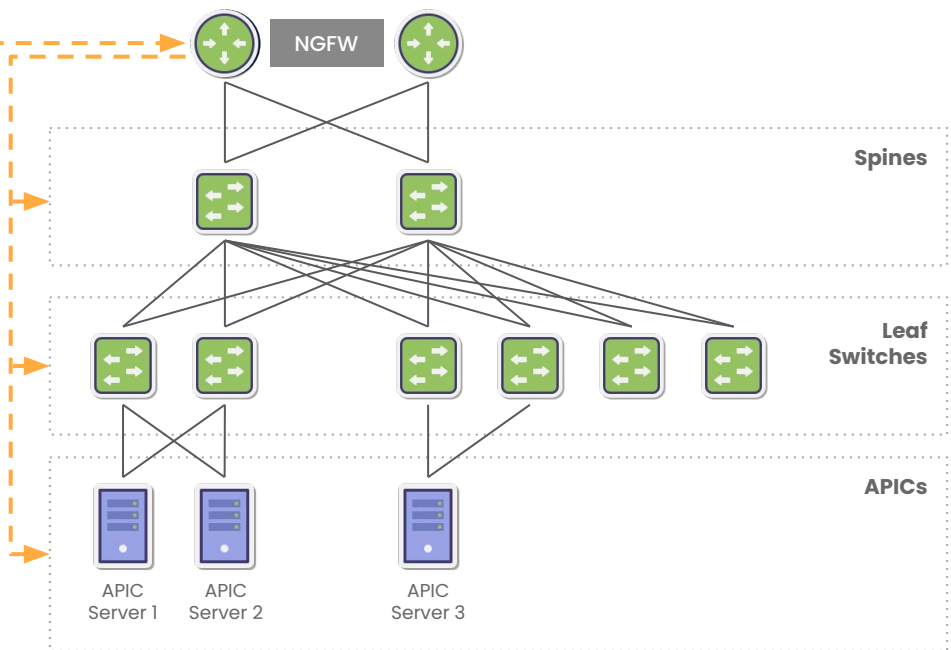 NGFW
Spines
Leaf
Switches
APICs
APIC
Server 1
APIC
Server 2
APIC
Server 3